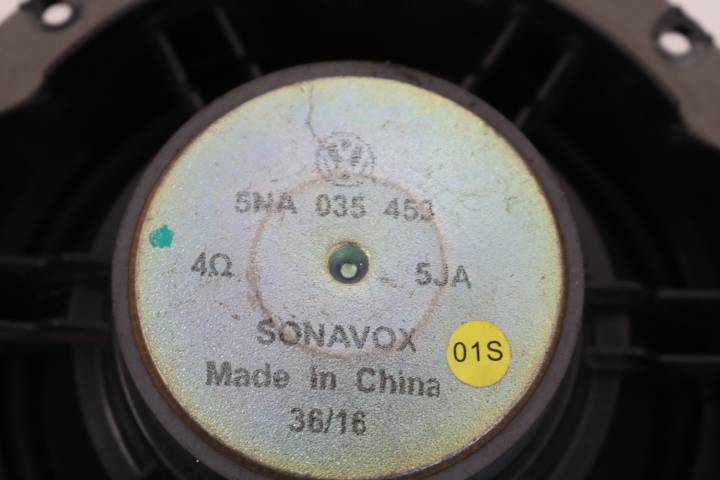 5NA 035 453
4Ω 5JA
SONAVOX
01S
Made in China
36/16